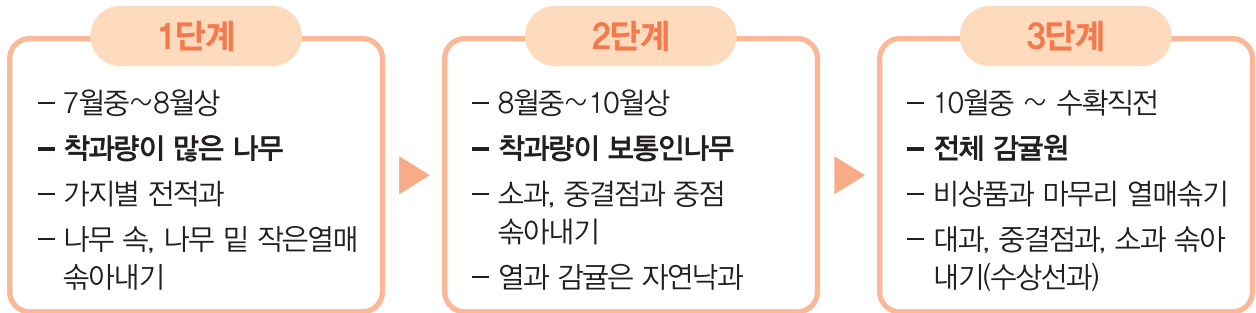 1단계
– 7월중~8월상
– 착과량이 많은 나무
– 가지별 전적과
– 나무 속, 나무 밑 작은열매
솎아내기
2단계
– 8월중~10월상
– 착과량이 보통인나무
– 소과, 중결점과 중점
솎아내기
– 열과 감귤은 자연낙과
3단계
– 10월중 ~ 수확직전
– 전체 감귤원
– 비상품과 마무리 열매솎기
– 대과, 중결점과, 소과 솎아
내기(수상선과)